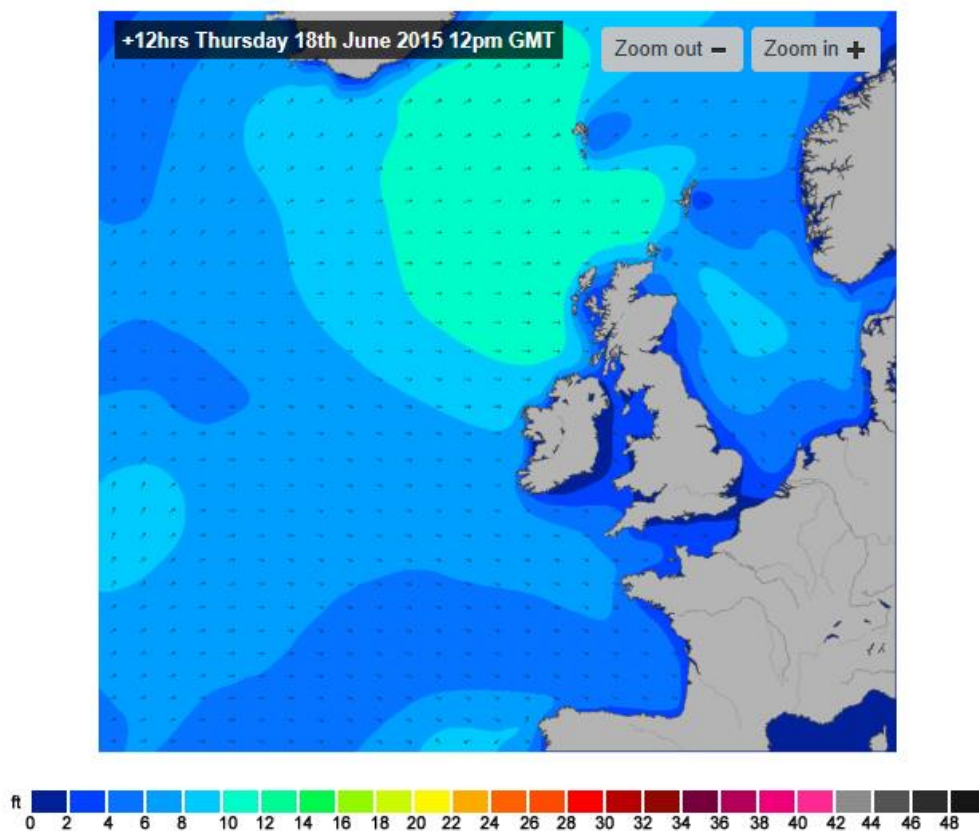 +12hrs Thursday 18th June 2015 12pm GMT
Zoom out −
Zoom in +
ft
0 2 4 6 8 10 12 14 16 18 20 22 24 26 28 30 32 34 36 38 40 42 44 46 48